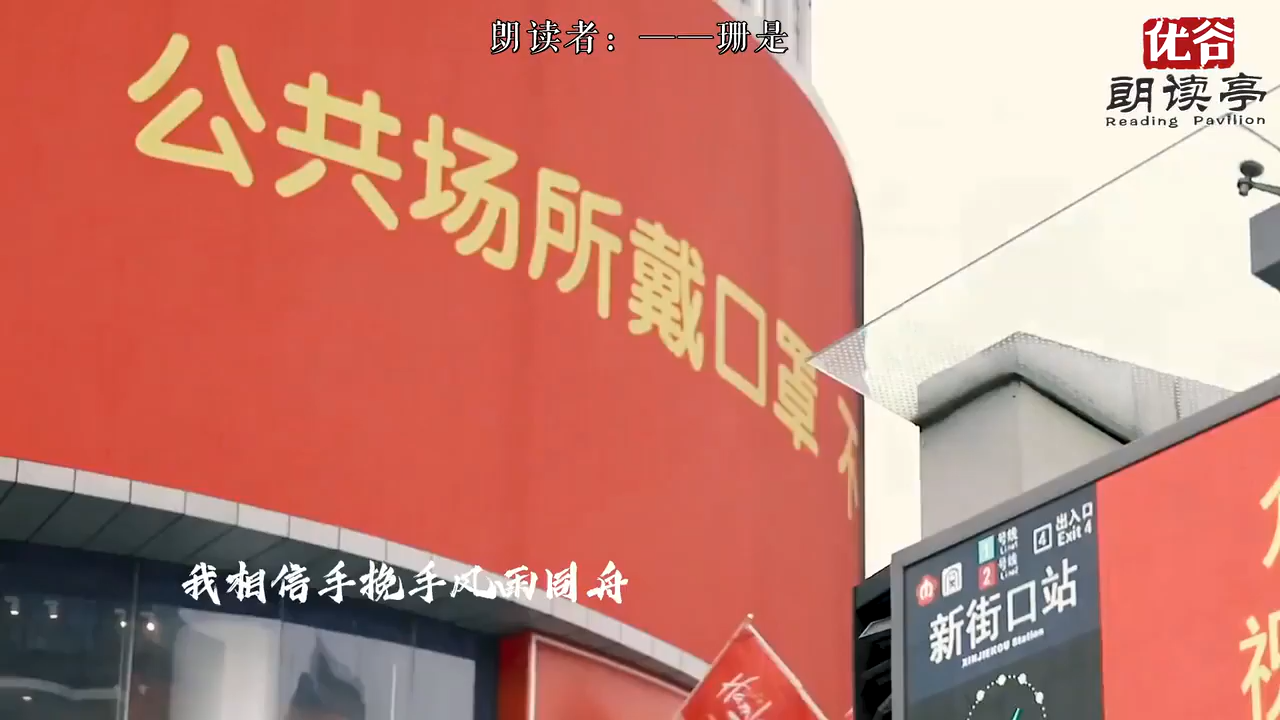 朗读者：——珊是
优谷
朗读亭
Reading Pavilion
公共场所戴口罩
我相信手挽手风雨同舟
1号线
Line1
2号线
Line2
4 出入口
Exit 4
新街口站
XINJIEKOU Station